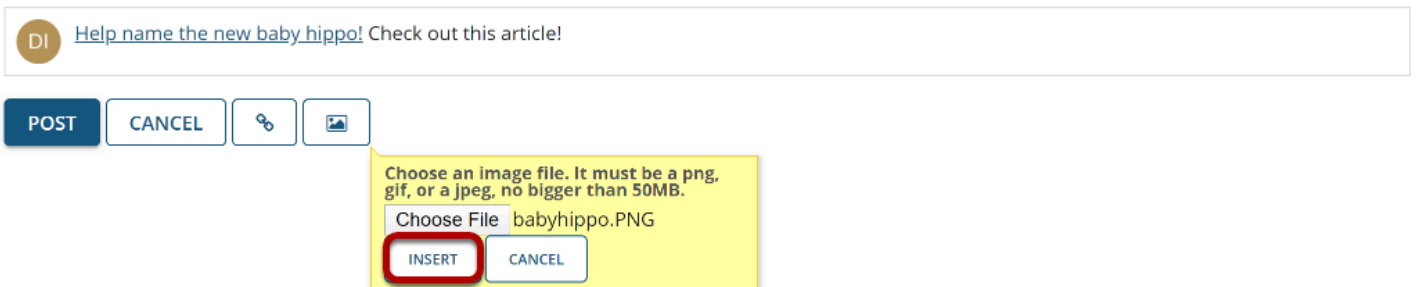 DI Help name the new baby hippo! Check out this article!
POST CANCEL
Choose an image file. It must be a png,
gif, or a jpeg, no bigger than 50MB.
Choose File babyhippo.PNG
INSERT CANCEL